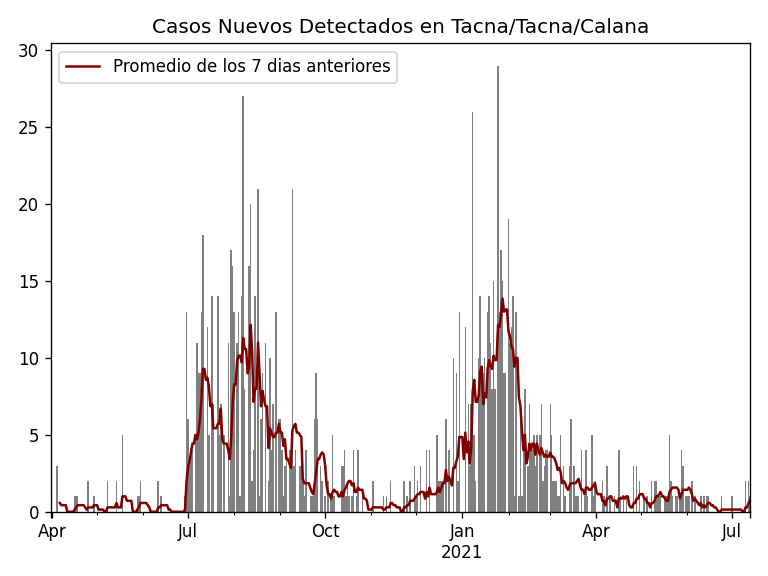 Casos Nuevos Detectados en Tacna/Tacna/Calana
Promedio de los 7 dias anteriores
30
25
20
15
10
5
0
Apr Jul Oct Jan Apr Jul
2021